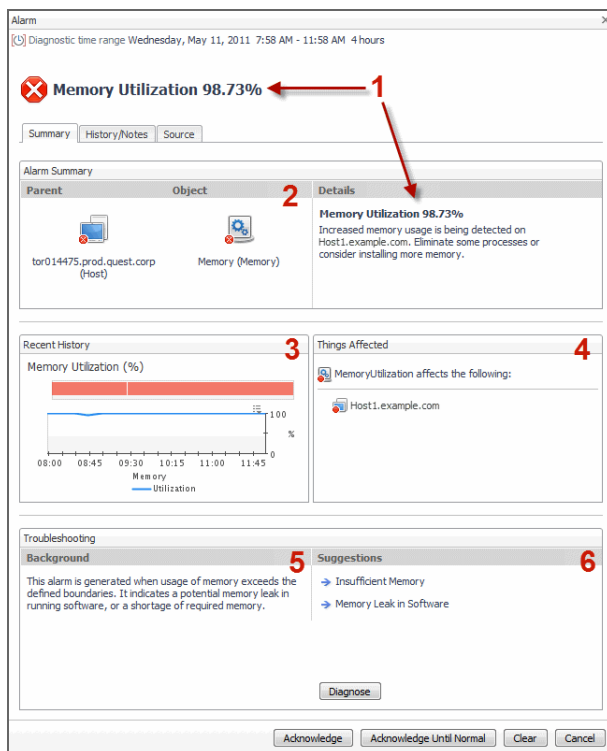 Alarm
Diagnostic time range Wednesday, May 11, 2011 7:58 AM - 11:58 AM 4 hours
Memory Utilization 98.73%
1
Summary
History/Notes
Source
Alarm Summary
Parent
Object
2
Details
tor014475.prod.quest.corp
(Host)
Memory (Memory)
Memory Utilization 98.73%
Increased memory usage is being detected on
Host1.example.com. Eliminate some processes or
consider installing more memory.
Recent History
3
Memory Utilization (%)
100
%
0
08:00 08:45 09:30 10:15 11:00 11:45
Memory
Utilization
Things Affected
4
MemoryUtilization affects the following:
Host1.example.com
Troubleshooting
Background
5
This alarm is generated when usage of memory exceeds the
defined boundaries. It indicates a potential memory leak in
running software, or a shortage of required memory.
Suggestions
6
Insufficient Memory
Memory Leak in Software
Diagnose
Acknowledge
Acknowledge Until Normal
Clear
Cancel